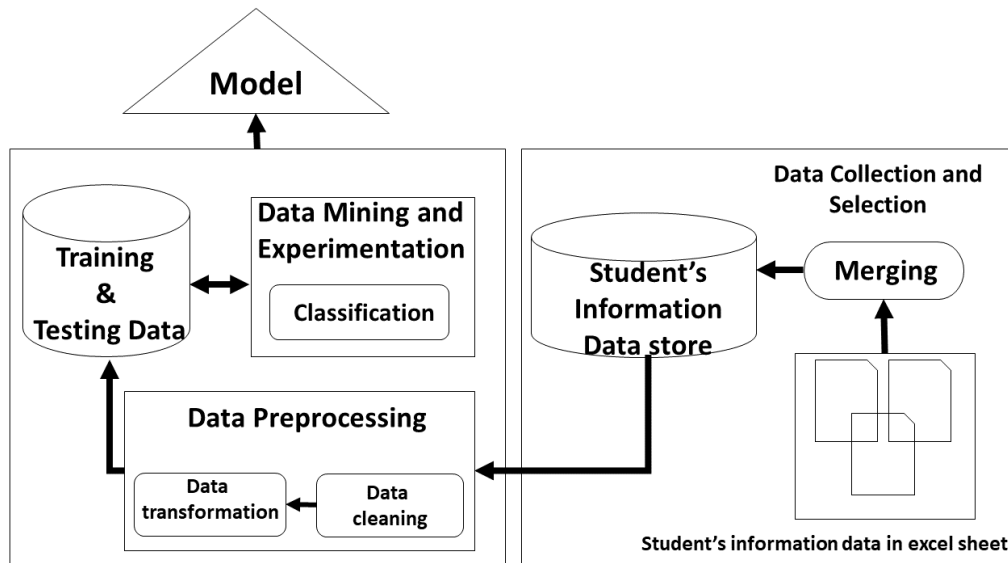 Model
Training
&
Testing Data
Data Mining and
Experimentation
Classification
Data Preprocessing
Data
transformation
Data
cleaning
Data Collection and
Selection
Student’s
Information
Data store
Merging
Student’s information data in excel sheet